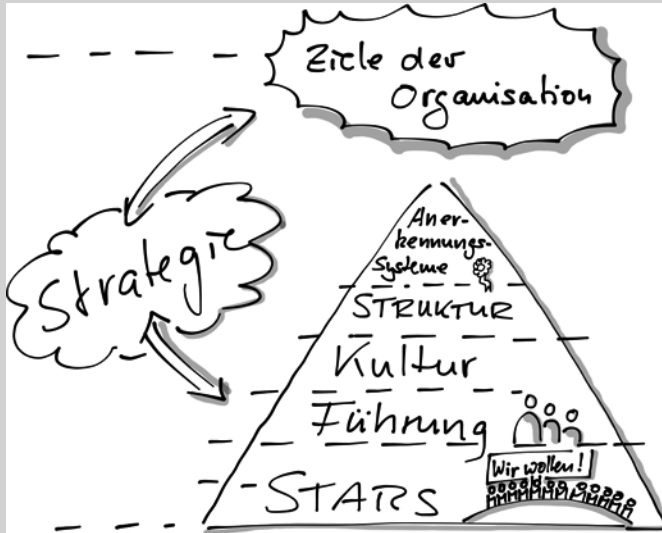 Ziele der
Organisation
Strategie
Aner-
kennungs-
Systeme
STRUKTUR
Kultur
Führung
Wir wollen!
STARS